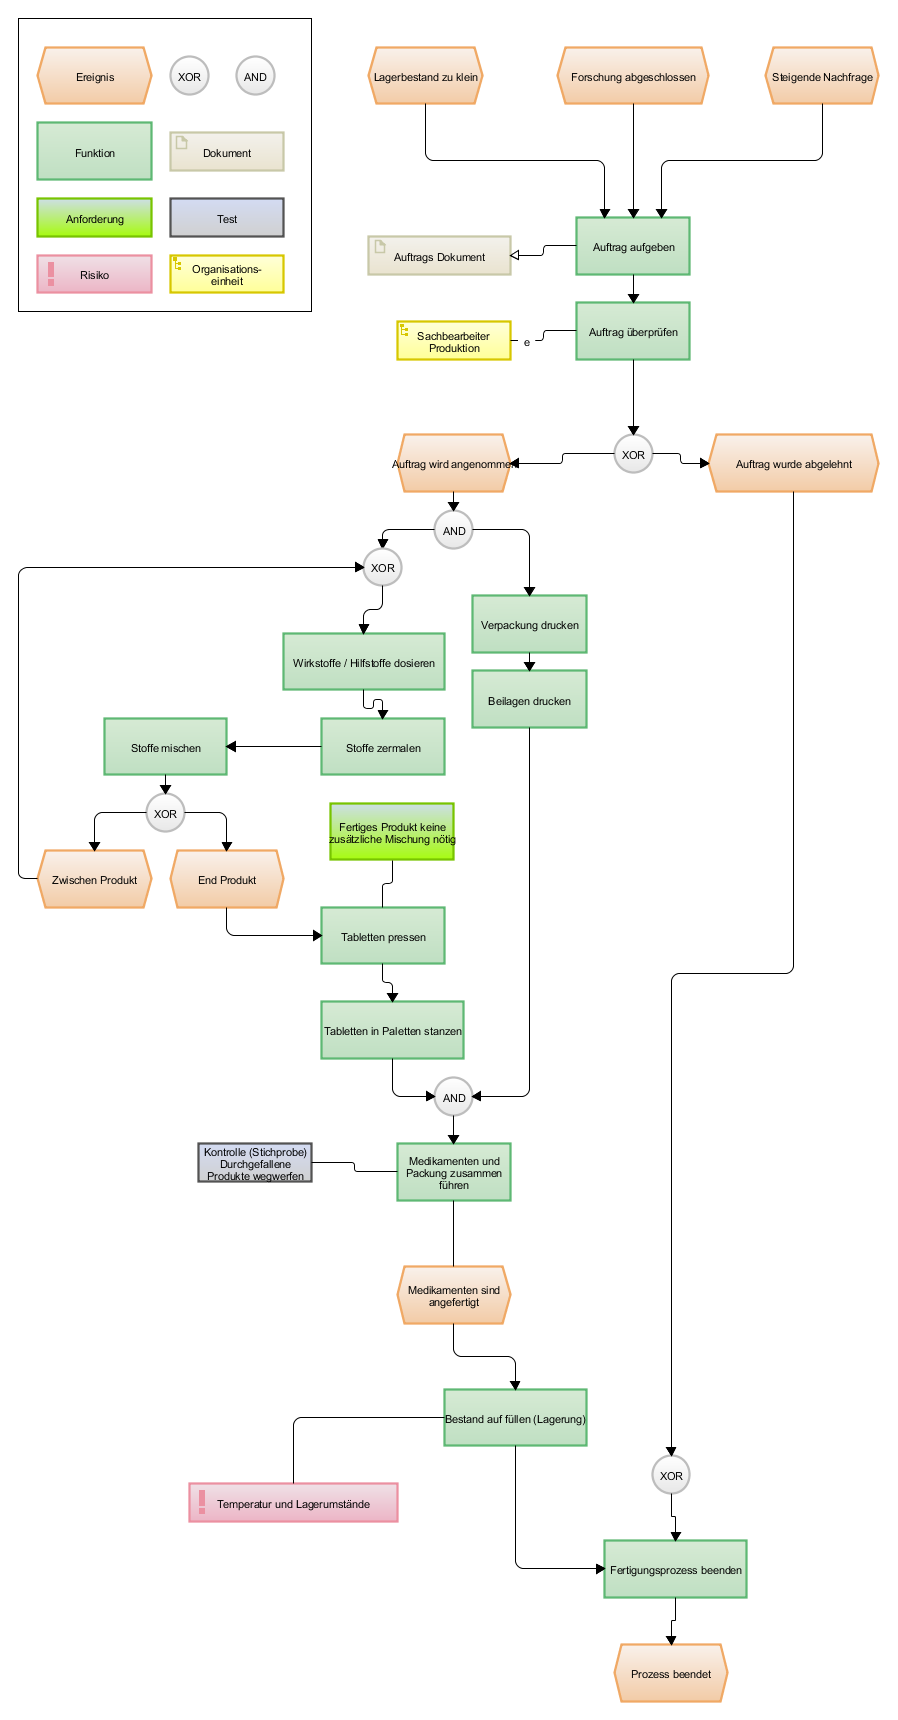 Ereignis
XOR
AND
Funktion
Dokument
Anforderung
Test
Risiko
Organisations-
einheit
Lagerbestand zu klein
Forschung abgeschlossen
Steigende Nachfrage
Auftrag aufgeben
Auftrags Dokument
Auftrag überprüfen
Sachbearbeiter
Produktion
e
XOR
Auftrag wird angenommen
Auftrag wurde abgelehnt
AND
XOR
Verpackung drucken
Wirkstoffe / Hilfstoffe dosieren
Beilagen drucken
Stoffe mischen
Stoffe zermalen
XOR
Fertiges Produkt keine
zusätzliche Mischung nötig
Zwischen Produkt
End Produkt
Tabletten pressen
Tabletten in Paletten stanzen
AND
Kontrolle (Stichprobe)
Durchgefallene
Produkte wegwerfen
Medikamenten und
Packung zusammen
führen
Medikamenten sind
angefertigt
Bestand auf füllen (Lagerung)
XOR
Temperatur und Lagerumstände
Fertigungsprozess beenden
Prozess beendet